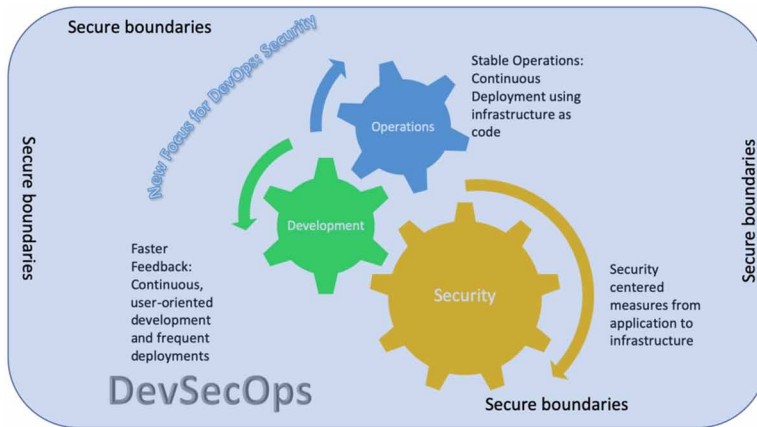 Secure boundaries
New Focus for DevOps: Security
Stable Operations:
Continuous
Deployment using
infrastructure as
code
Operations
Secure boundaries
Secure boundaries
Development
Faster
Feedback:
Continuous,
user-oriented
development
and frequent
deployments
Security
Security
centered
measures from
application to
infrastructure
DevSecOps
Secure boundaries